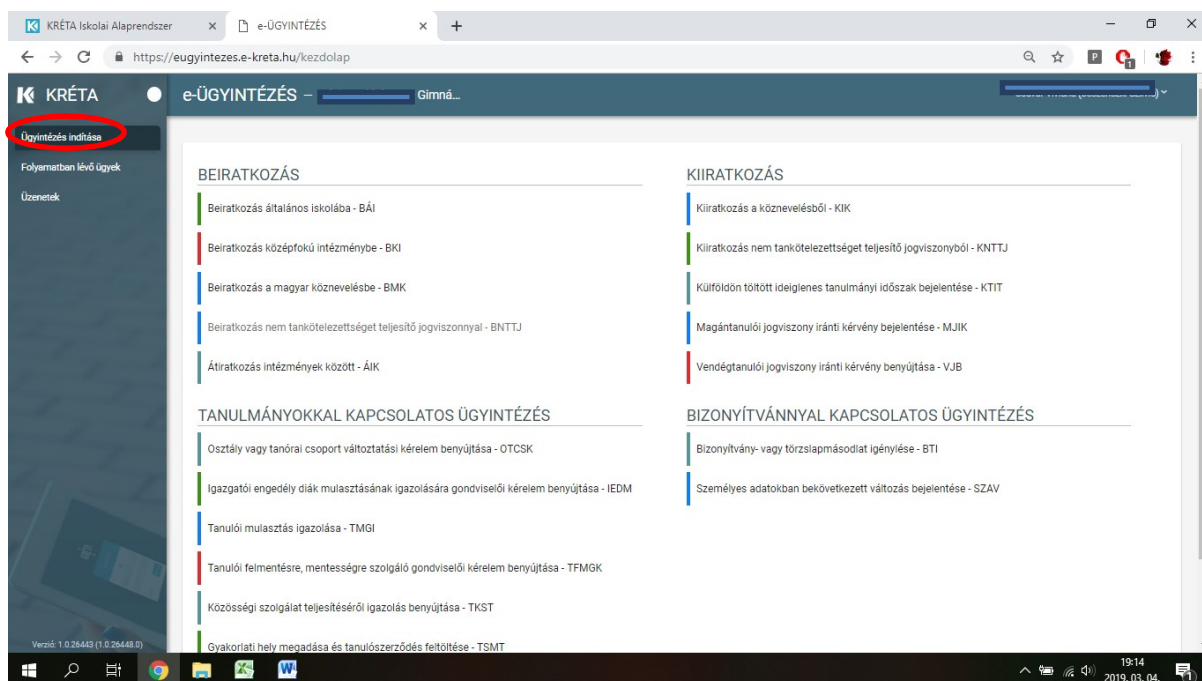 KRÉTA Iskolai Alaprendszer
e-ÜGYINTÉZÉS
https://eugyintezes.e-kreta.hu/kezdolap
P
1
KRÉTA
e-ÜGYINTÉZÉS –
Gimná...
Ügyintézés indítása
Folyamatban lévő ügyek
Üzenetek
BEIRATKOZÁS
Beiratkozás általános iskolába - BÁI
Beiratkozás középfokú intézménybe - BKI
Beiratkozás a magyar köznevelésbe - BMK
Beiratkozás nem tankötelezettséget teljesítő jogviszonnyal - BNTTJ
Átiratkozás intézmények között - ÁIK
KIIRATKOZÁS
Kiiratkozás a köznevelésből - KIK
Kiiratkozás nem tankötelezettséget teljesítő jogviszonyból - KNTTJ
Külföldön töltött ideiglenes tanulmányi időszak bejelentése - KTIT
Magántanulói jogviszony iránti kérvény bejelentése - MJIK
Vendégtanulói jogviszony iránti kérvény benyújtása - VJB
TANULMÁNYOKKAL KAPCSOLATOS ÜGYINTÉZÉS
Osztály vagy tanórai csoport változtatási kérelem benyújtása - OTCSK
Igazgatói engedély diák mulasztásának igazolására gondviselői kérelem benyújtása - IEDM
Tanulói mulasztás igazolása - TMGI
Tanulói felmentésre, mentességre szolgáló gondviselői kérelem benyújtása - TFMGK
Közösségi szolgálat teljesítéséről igazolás benyújtása - TKST
Gyakorlati hely megadása és tanulószerződés feltöltése - TSMT
BIZONYÍTVÁNNYAL KAPCSOLATOS ÜGYINTÉZÉS
Bizonyítvány- vagy törzslapmásodlat igénylése - BTI
Személyes adatokban bekövetkezett változás bejelentése - SZAV
Verzió: 1.0.26443 (1.0.26448.0)
19:14
2019. 03. 04.